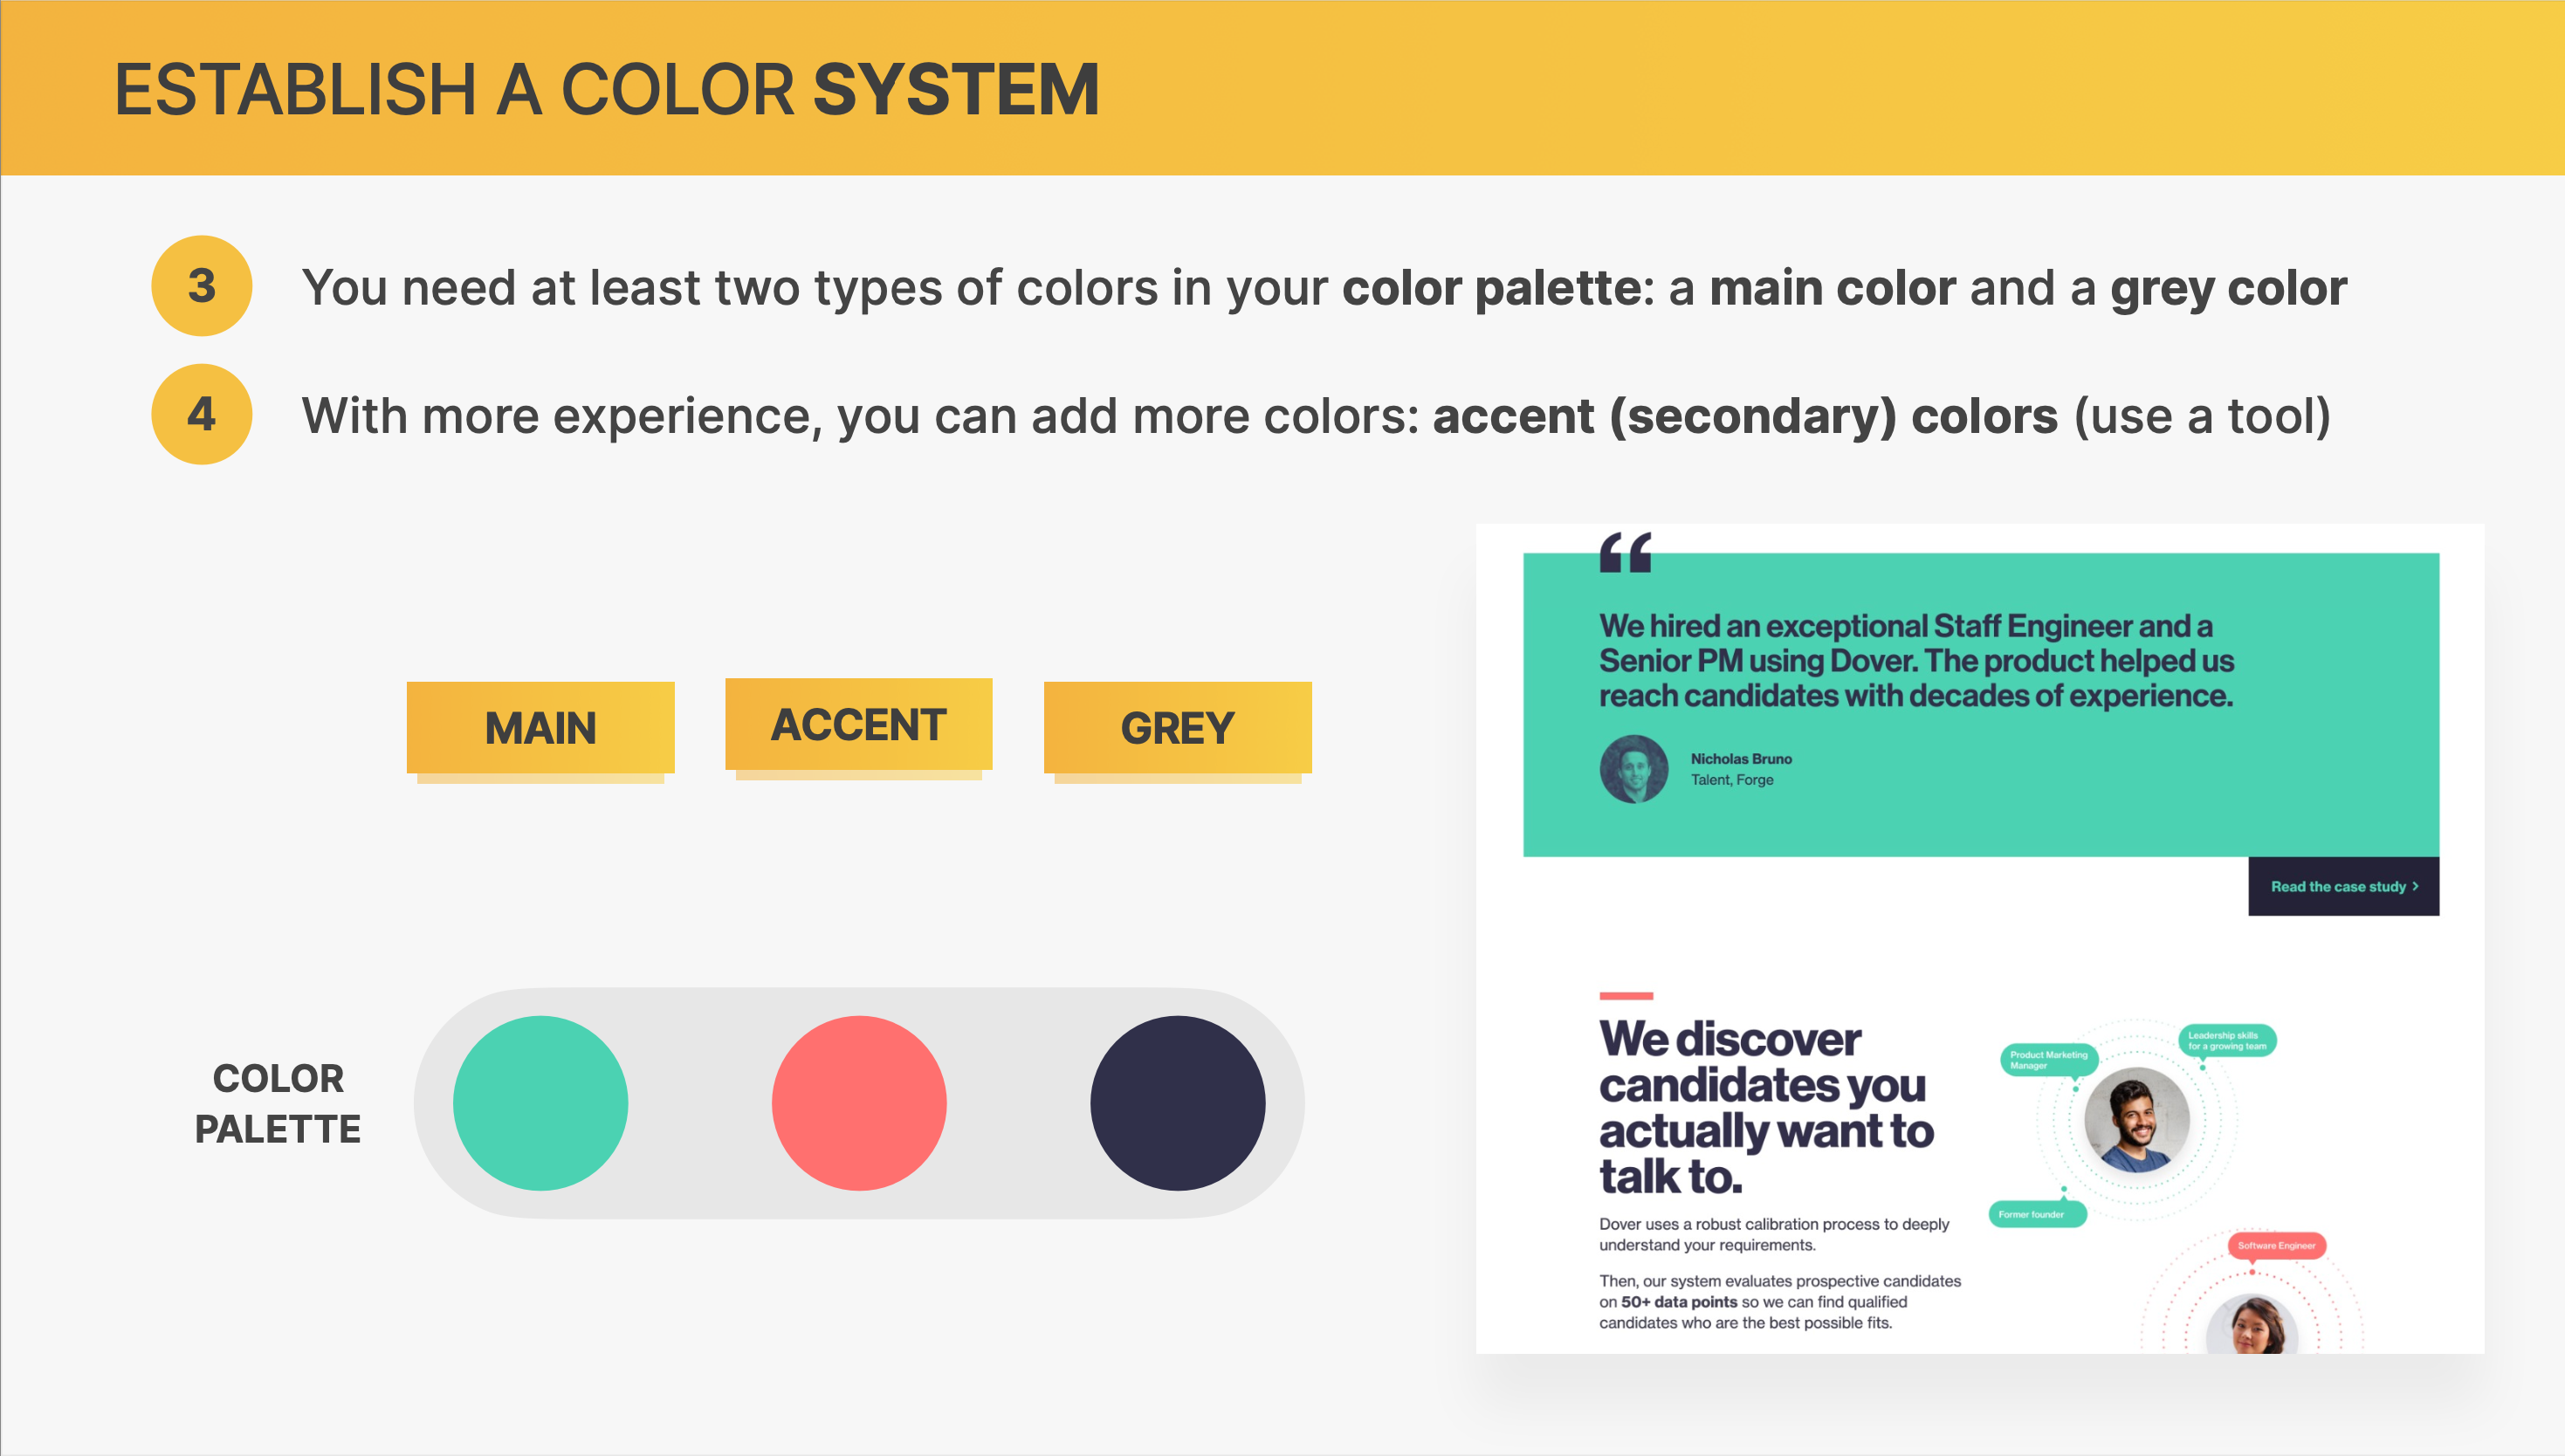 ESTABLISH A COLOR SYSTEM
3
You need at least two types of colors in your color palette: a main color and a grey color
4
With more experience, you can add more colors: accent (secondary) colors (use a tool)
MAIN
ACCENT
GREY
COLOR
PALETTE
“
We hired an exceptional Staff Engineer and a
Senior PM using Dover. The product helped us
reach candidates with decades of experience.
Nicholas Bruno
Talent, Forge
Read the case study >
We discover
candidates you
actually want to
talk to.
Dover uses a robust calibration process to deeply
understand your requirements.
Then, our system evaluates prospective candidates
on 50+ data points so we can find qualified
candidates who are the best possible fits.
Product Marketing
Manager
Leadership skills
for a growing team
Former founder
Software Engineer